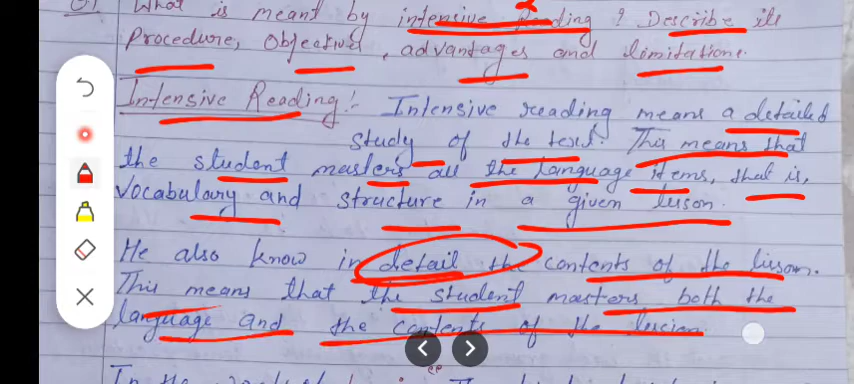 What is meant by intensive Reading? Describe its
Procedure, Objectives, advantages and limitations.
Intensive Reading:- Intensive reading means a detailed
study of the text. This means that
the student masters all the language items, that is,
vocabulary and structure in a given lesson.
He also know in detail the contents of the lisson.
This means that the student masters both the
language and the contents of the lession.